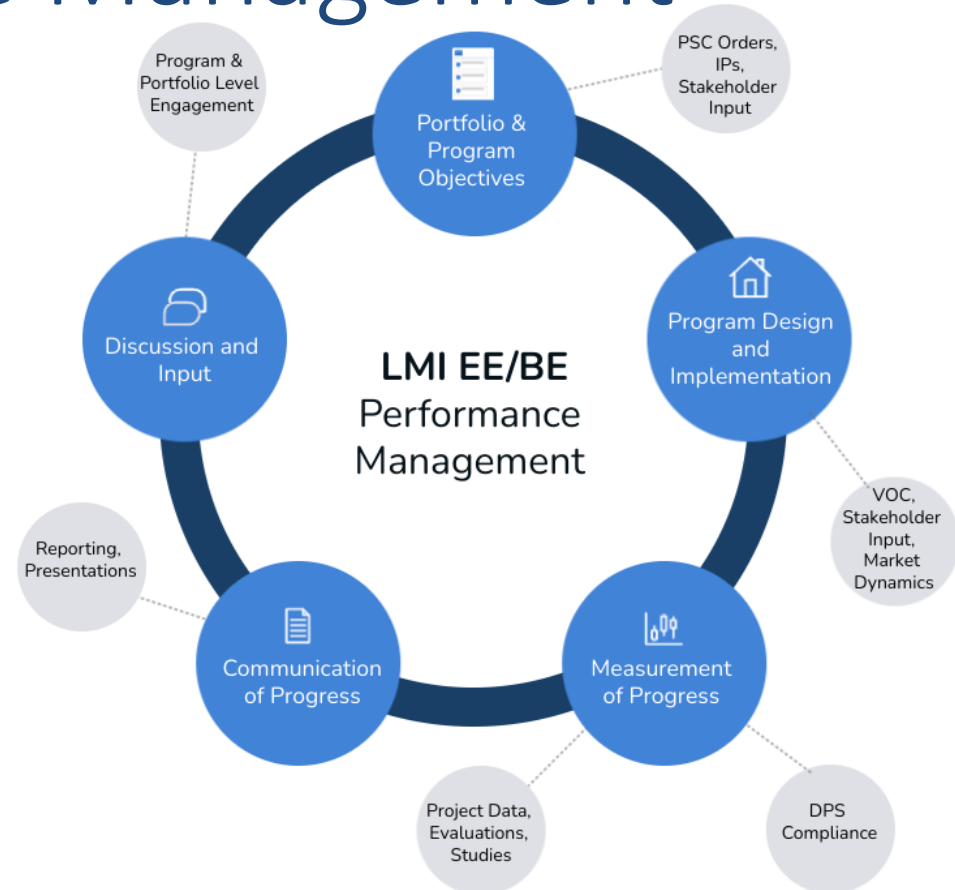 Management
Program &
Portfolio Level
Engagement
PSC Orders,
IPs,
Stakeholder
Input
Portfolio &
Program
Objectives
Discussion and
Input
Program Design
and
Implementation
LMI EE/BE
Performance
Management
VOC,
Stakeholder
Input,
Market
Dynamics
Reporting,
Presentations
Communication
of Progress
Measurement
of Progress
Project Data,
Evaluations,
Studies
DPS
Compliance